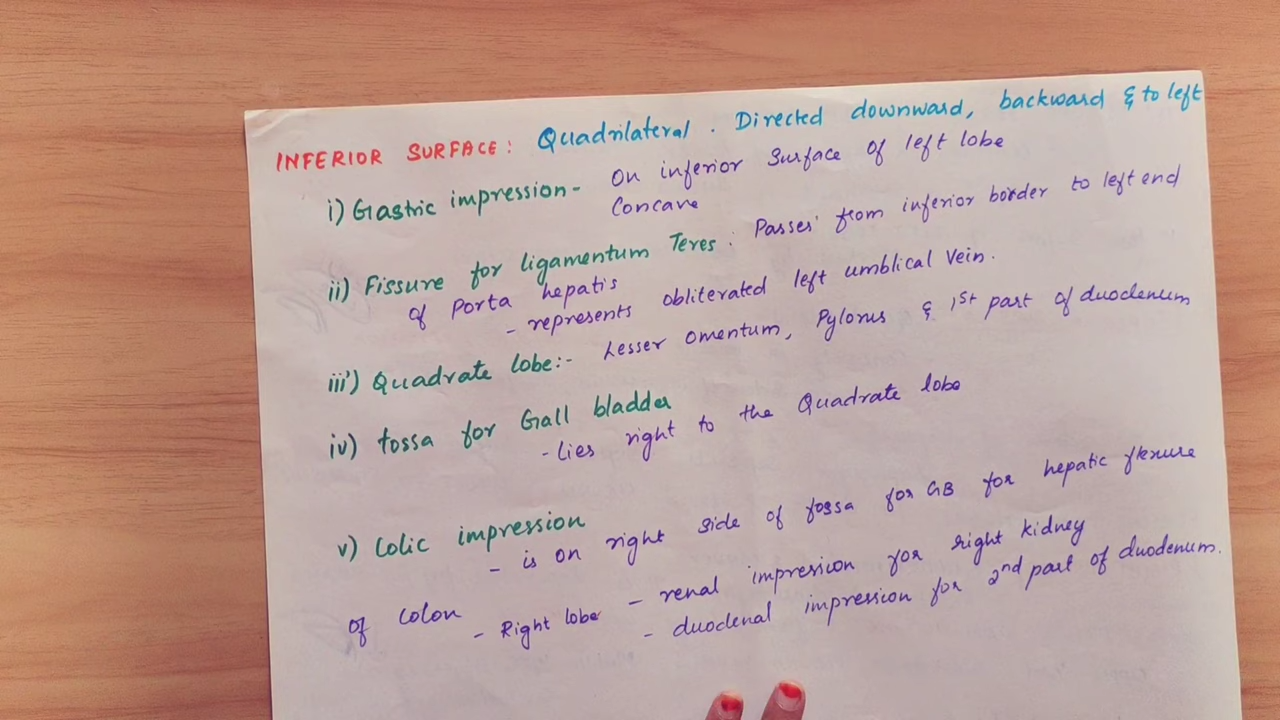 INFERIOR SURFACE: Quadrilateral. Directed downward, backward & to left
i) Gastric impression - On inferior Surface of left lobe
Concave
ii) Fissure for ligamentum Teres. Passes from inferior border to left end
of Porta hepatis
- represents obliterated left umblical Vein.
iii) Quadrate lobe:- Lesser omentum, Pylorus & 1st part of duodenum
iv) fossa for Gall bladder
- Lies right to the Quadrate lobe
v) Colic impression
- is on right side of fossa for GB for hepatic flexure
of colon
- Right lobe - renal impresion for right kidney
- duodenal impression for 2nd part of duodenum.